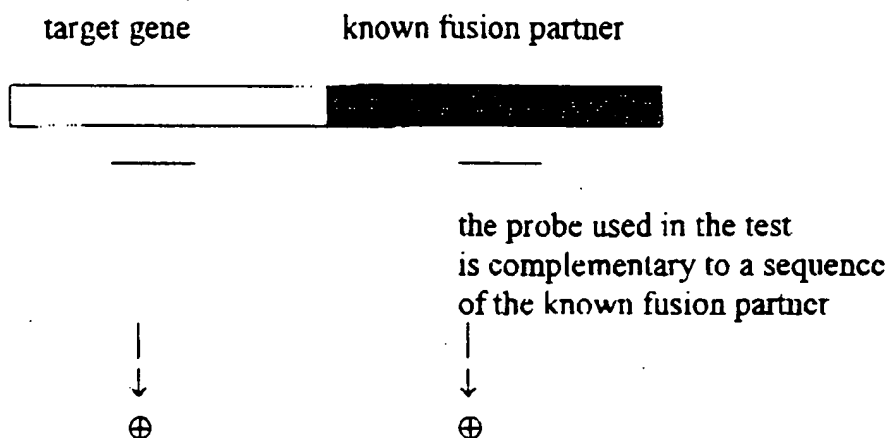 target gene known fusion partner
the probe used in the test
is complementary to a sequence
of the known fusion partner
⊕ ⊕